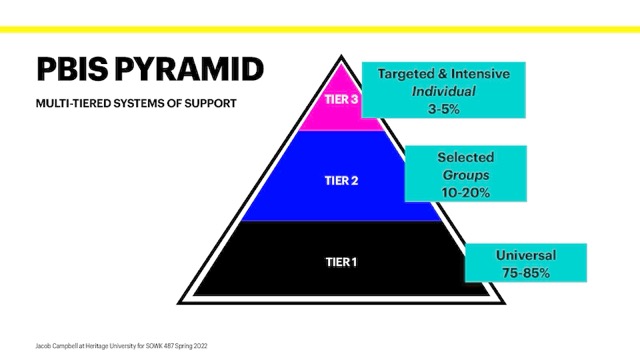 PBIS PYRAMID
MULTI-TIERED SYSTEMS OF SUPPORT
TIER 3
Targeted & Intensive
Individual
3-5%
TIER 2
Selected
Groups
10-20%
TIER 1
Universal
75-85%
Jacob Campbell at Heritage University for SOWK 487 Spring 2022